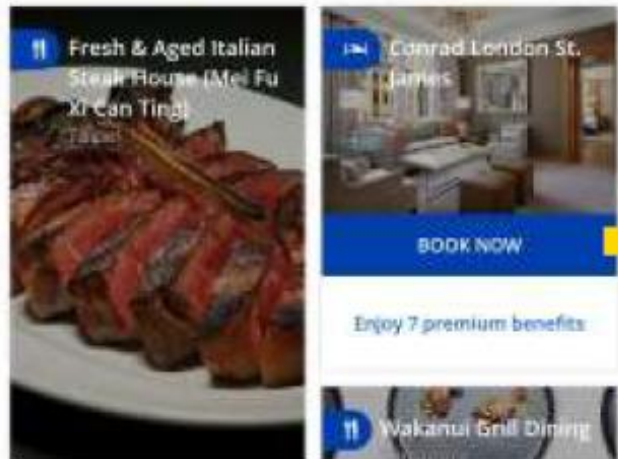 Fresh & Aged Italian
Steak House (Mei Fu
Xi Can Ting)
Taipei
Conrad London St.
James
BOOK NOW
Enjoy 7 premium benefits
Wakanui Grill Dining